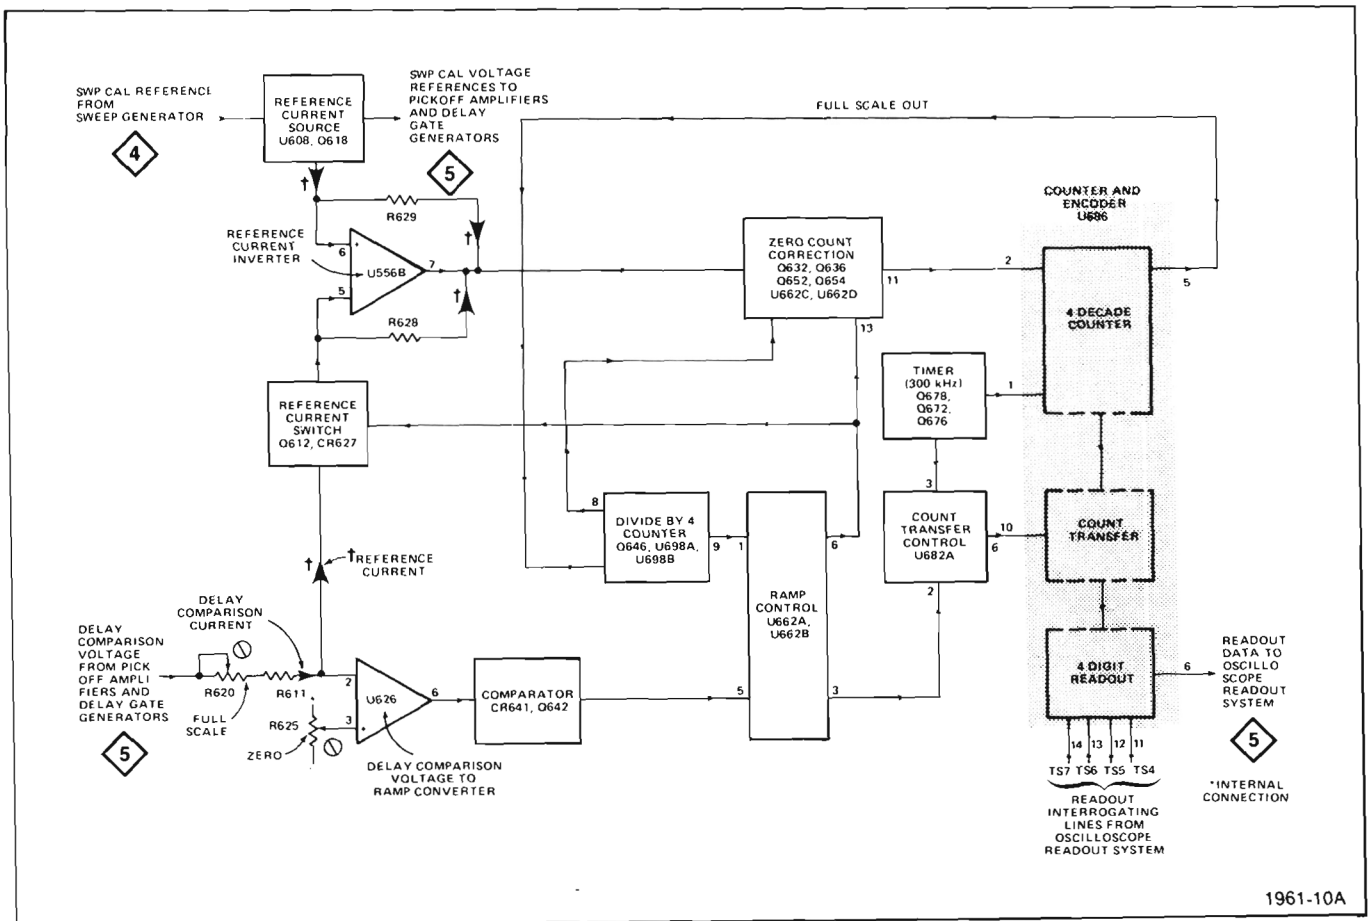 SWP CAL REFERENCE
FROM
SWEEP GENERATOR
4
REFERENCE
CURRENT
SOURCE
U608, Q618
SWP CAL VOLTAGE
REFERENCES TO
PICKOFF AMPLIFIERS
AND DELAY
GATE
GENERATORS
5
†
R629
†
REFERENCE
CURRENT
INVERTER
6
U556B
7
5
†
R628
FULL SCALE OUT
ZERO COUNT
CORRECTION
Q632, Q636
Q652, Q654
U662C, U662D
11
13
COUNTER AND
ENCODER
U686
2
4 DECADE
COUNTER
5
TIMER
(300 kHz)
Q678,
Q672,
Q676
1
REFERENCE
CURRENT
SWITCH
Q612, CR627
8
DIVIDE BY 4
COUNTER
Q646, U698A,
U698B
9
1
6
RAMP
CONTROL
U662A,
U662B
5
3
3
COUNT
TRANSFER
CONTROL
U682A
6
2
10
COUNT
TRANSFER
† †REFERENCE
CURRENT
DELAY
COMPARISON
CURRENT
DELAY
COMPARISON
VOLTAGE
FROM PICK
OFF AMPLI
FIERS AND
DELAY GATE
GENERATORS
5
R620
R611
FULL
SCALE
R625
ZERO
2
3
+
U626
6
COMPARATOR
CR641, Q642
DELAY COMPARISON
VOLTAGE TO
RAMP CONVERTER
4 DIGIT
READOUT
6
READOUT
DATA TO
OSCILLO
SCOPE
READOUT
SYSTEM
5
14 13 12 11
TS7 TS6 TS5 TS4
READOUT
INTERROGATING
LINES FROM
OSCILLOSCOPE
READOUT SYSTEM
*INTERNAL
CONNECTION
1961-10A